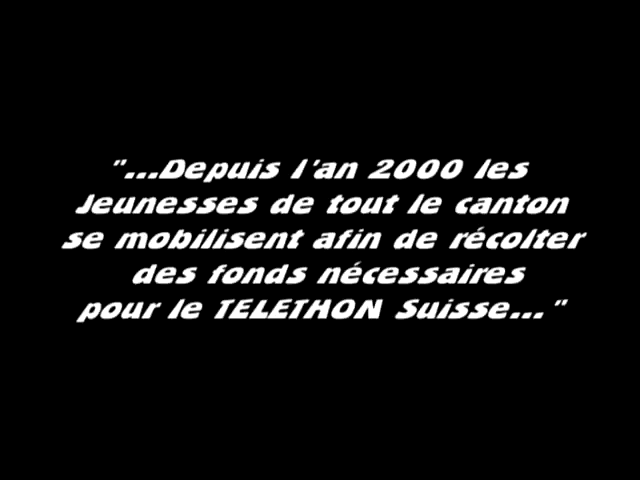 "...Depuis l'an 2000 les
Jeunesses de tout le canton
se mobilisent afin de récolter
des fonds nécessaires
pour le TELETHON Suisse..."